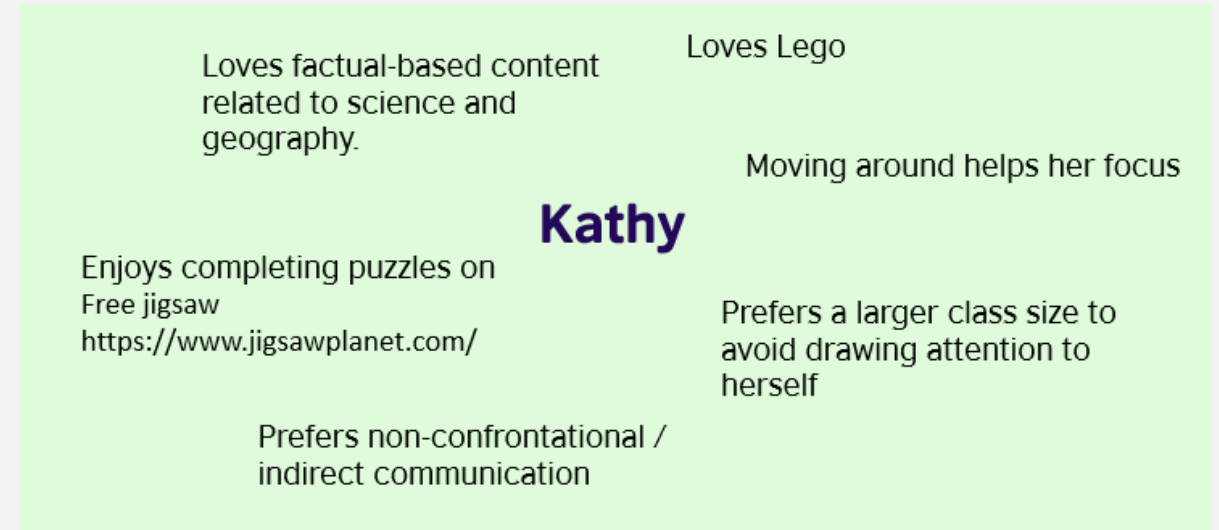 Loves Lego
Loves factual-based content
related to science and
geography.
Moving around helps her focus
Kathy
Enjoys completing puzzles on
Free jigsaw
https://www.jigsawplanet.com/
Prefers a larger class size to
avoid drawing attention to
herself
Prefers non-confrontational /
indirect communication